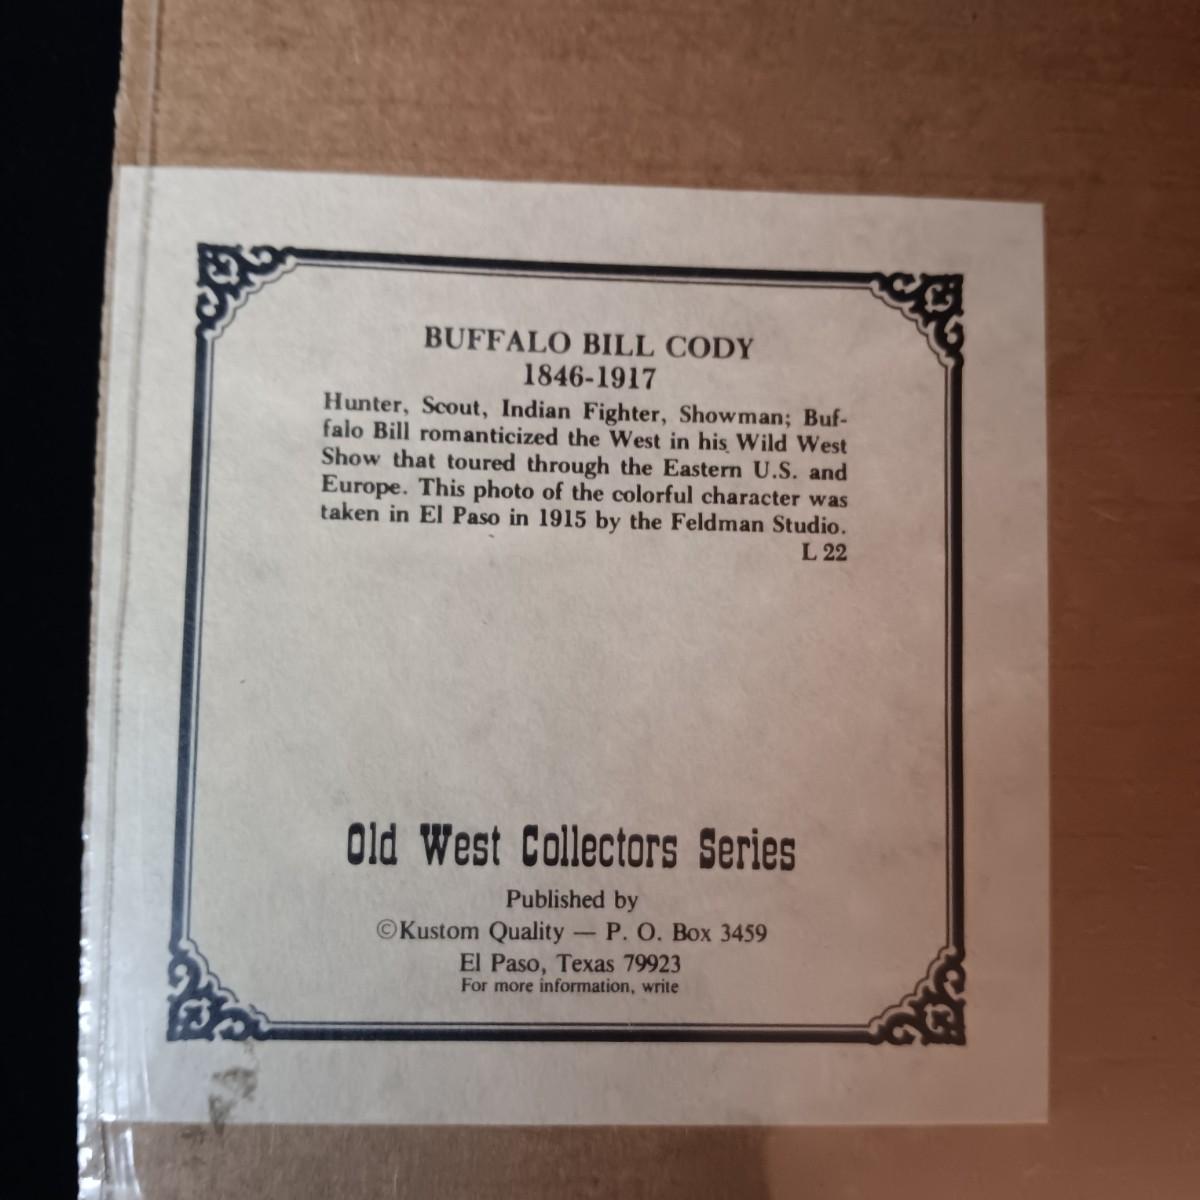 BUFFALO BILL CODY
1846-1917
Hunter, Scout, Indian Fighter, Showman; Buf-
falo Bill romanticized the West in his Wild West
Show that toured through the Eastern U.S. and
Europe. This photo of the colorful character was
taken in El Paso in 1915 by the Feldman Studio.
L 22
Old West Collectors Series
Published by
©Kustom Quality — P. O. Box 3459
El Paso, Texas 79923
For more information, write